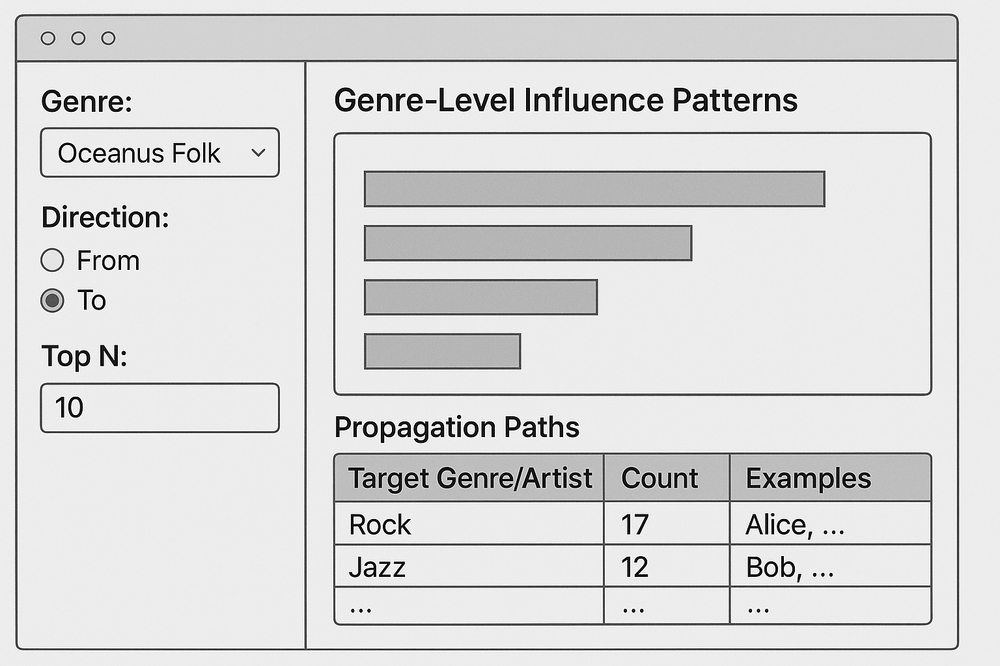 Genre:
Oceanus Folk
Direction:
From
To
Top N:
10
Genre-Level Influence Patterns
Propagation Paths
Target Genre/Artist Count Examples
Rock 17 Alice, ...
Jazz 12 Bob, ...
... ... ...